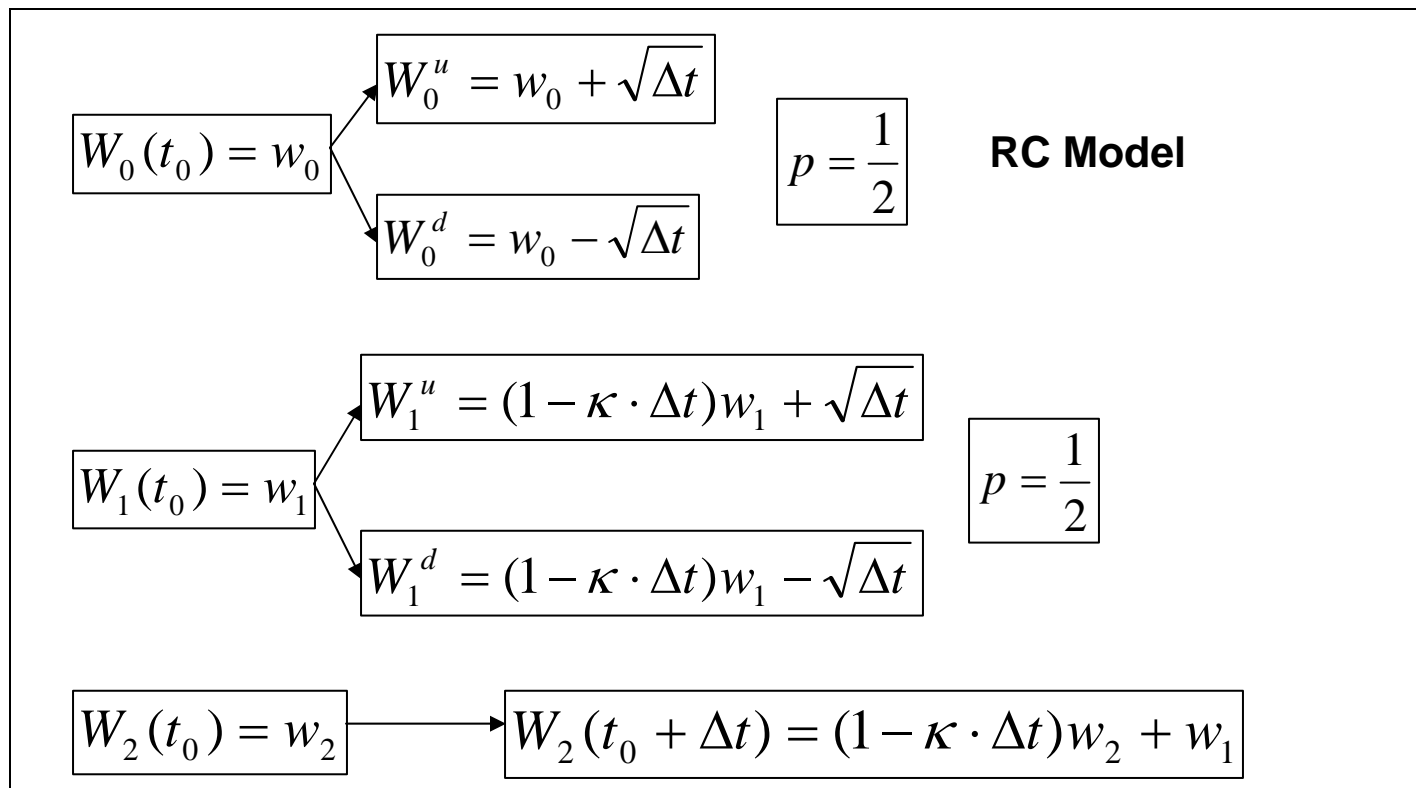 W_0^u = w_0 + √Δt
W_0(t_0) = w_0
p = 1/2
RC Model
W_0^d = w_0 − √Δt
W_1^u = (1 − κ · Δt)w_1 + √Δt
W_1(t_0) = w_1
p = 1/2
W_1^d = (1 − κ · Δt)w_1 − √Δt
W_2(t_0) = w_2
W_2(t_0 + Δt) = (1 − κ · Δt)w_2 + w_1